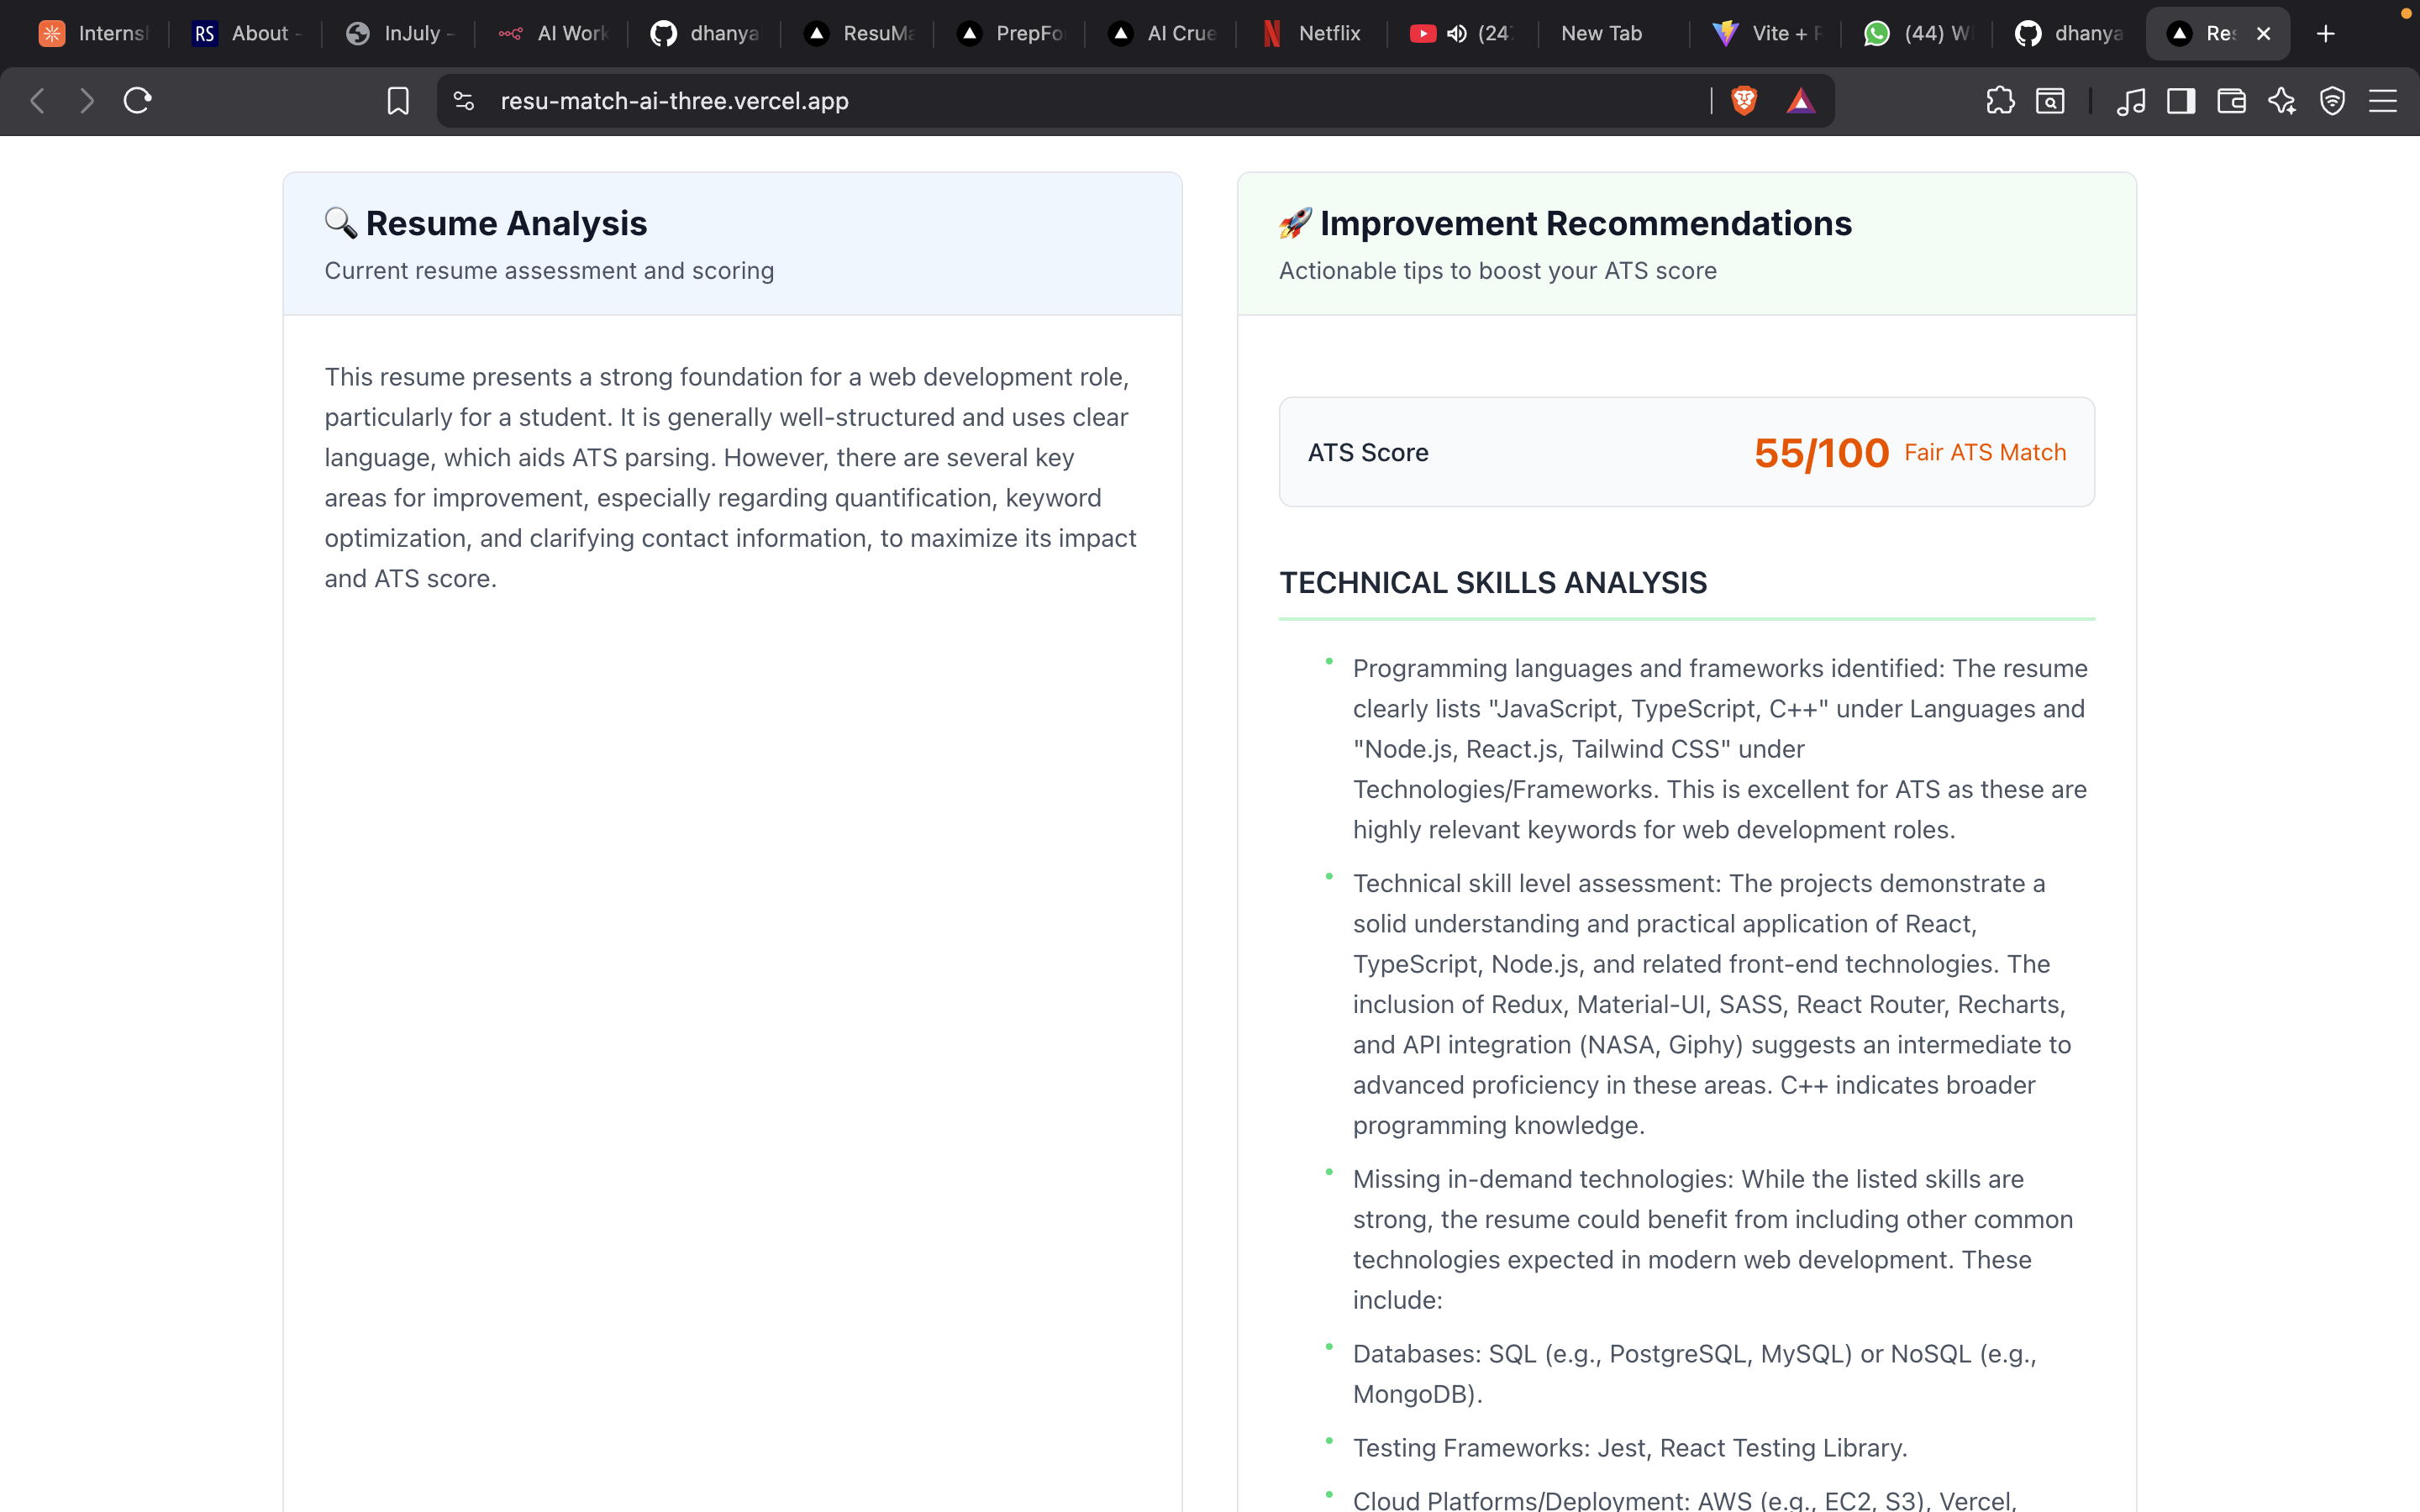 Interns
RS About -
InJuly -
AI Work
dhanya
ResuMa
PrepFo
AI Crue
Netflix
(24
New Tab
Vite + R
(44) W
dhanya
Res
resu-match-ai-three.vercel.app
🔍 Resume Analysis
Current resume assessment and scoring
This resume presents a strong foundation for a web development role,
particularly for a student. It is generally well-structured and uses clear
language, which aids ATS parsing. However, there are several key
areas for improvement, especially regarding quantification, keyword
optimization, and clarifying contact information, to maximize its impact
and ATS score.
🚀 Improvement Recommendations
Actionable tips to boost your ATS score
ATS Score 55/100 Fair ATS Match
TECHNICAL SKILLS ANALYSIS
• Programming languages and frameworks identified: The resume
clearly lists "JavaScript, TypeScript, C++" under Languages and
"Node.js, React.js, Tailwind CSS" under
Technologies/Frameworks. This is excellent for ATS as these are
highly relevant keywords for web development roles.
• Technical skill level assessment: The projects demonstrate a
solid understanding and practical application of React,
TypeScript, Node.js, and related front-end technologies. The
inclusion of Redux, Material-UI, SASS, React Router, Recharts,
and API integration (NASA, Giphy) suggests an intermediate to
advanced proficiency in these areas. C++ indicates broader
programming knowledge.
• Missing in-demand technologies: While the listed skills are
strong, the resume could benefit from including other common
technologies expected in modern web development. These
include:
• Databases: SQL (e.g., PostgreSQL, MySQL) or NoSQL (e.g.,
MongoDB).
• Testing Frameworks: Jest, React Testing Library.
• Cloud Platforms/Deployment: AWS (e.g., EC2, S3), Vercel,